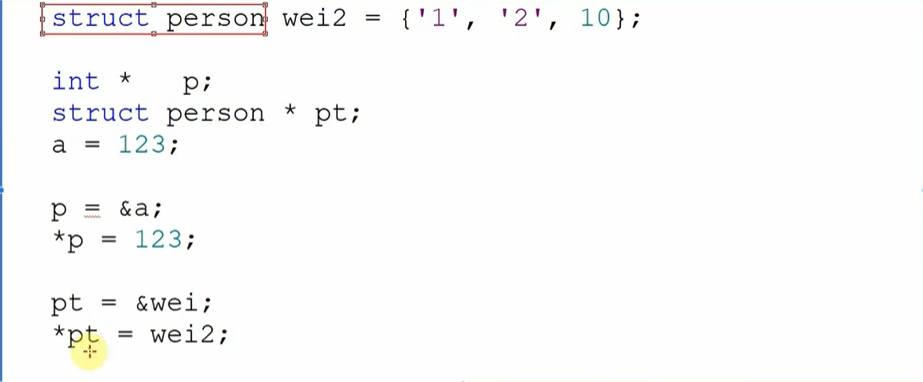 struct person wei2 = {'1', '2', 10};
int *   p;
struct person * pt;
a = 123;
p = &a;
*p = 123;
pt = &wei;
*pt = wei2;